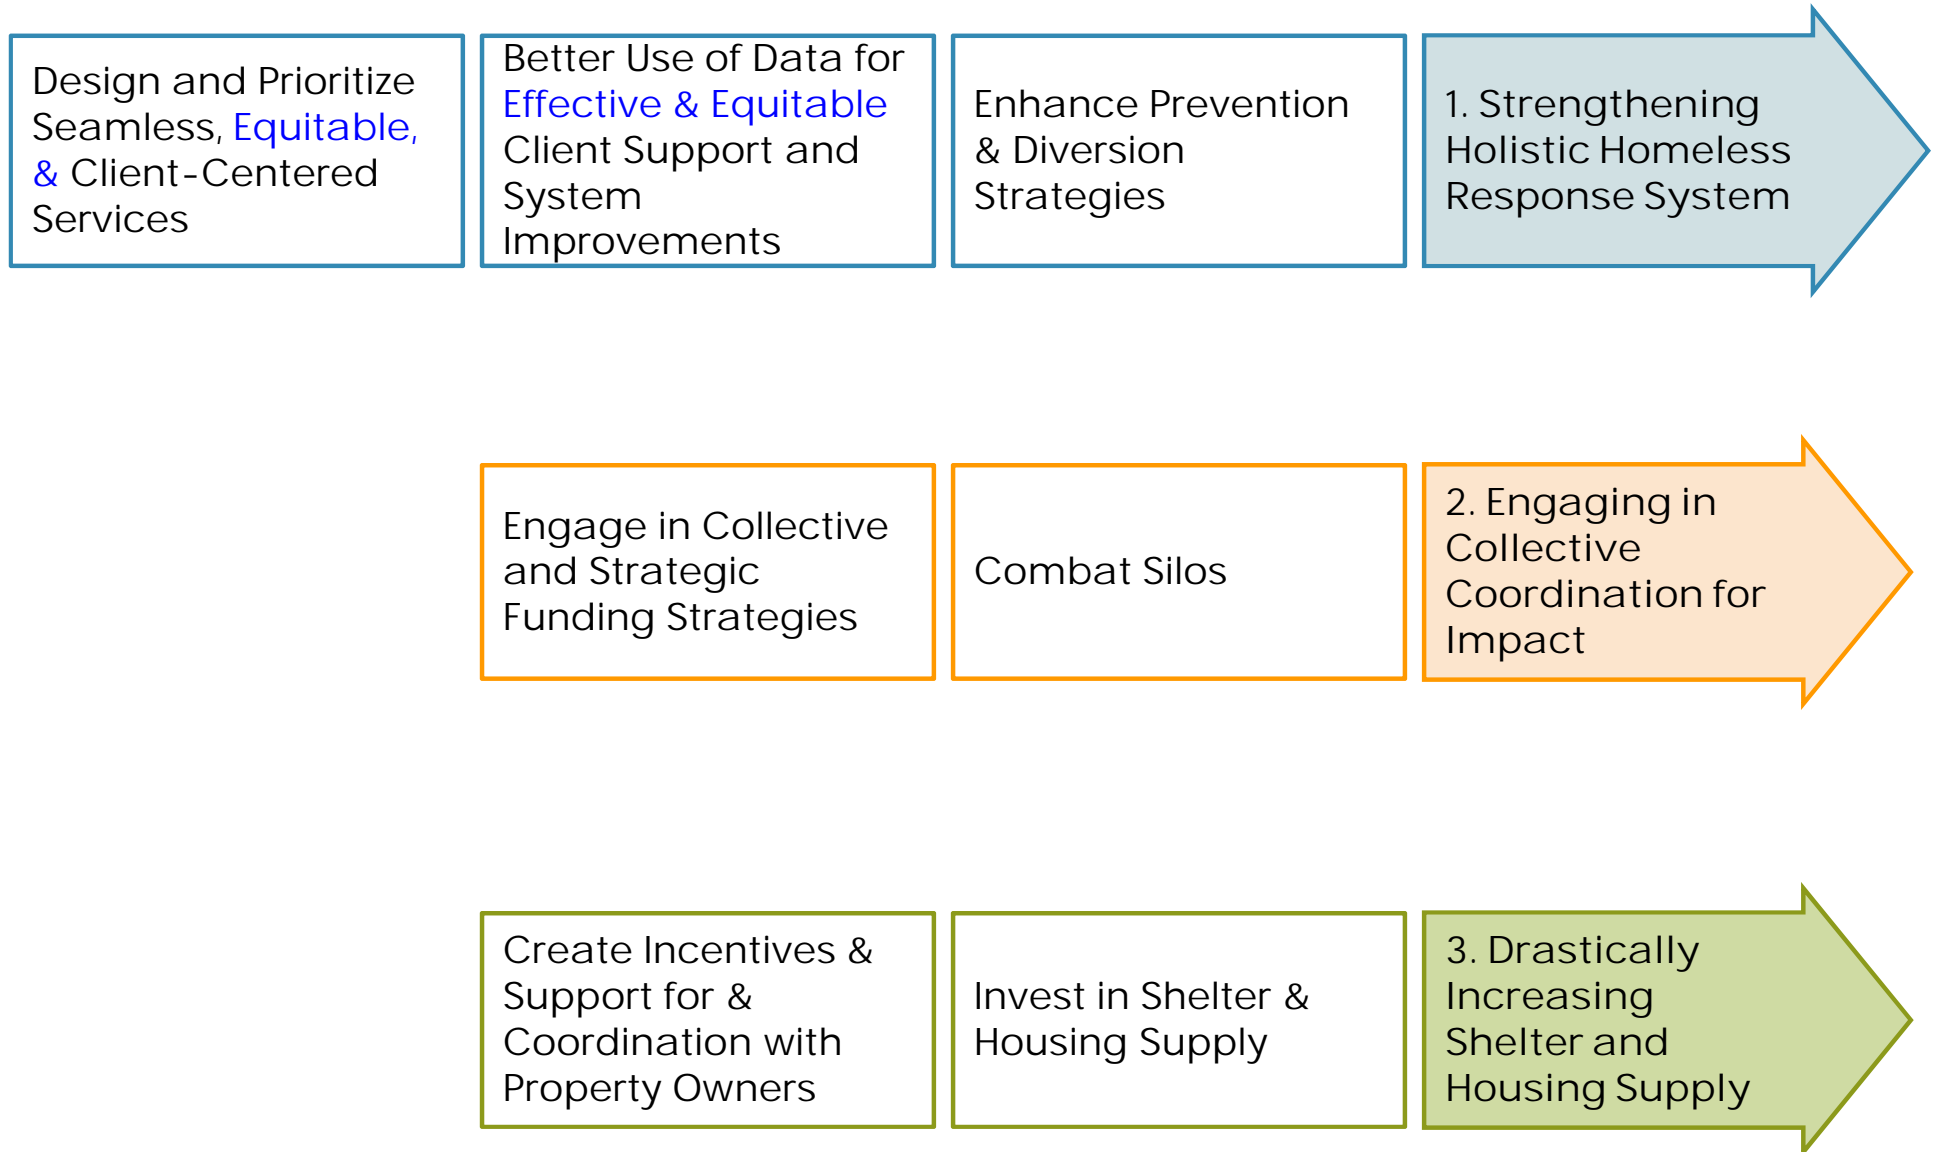 Design and Prioritize
Seamless, Equitable,
& Client-Centered
Services
Better Use of Data for
Effective & Equitable
Client Support and
System
Improvements
Enhance Prevention
& Diversion
Strategies
1. Strengthening
Holistic Homeless
Response System
Engage in Collective
and Strategic
Funding Strategies
Combat Silos
2. Engaging in
Collective
Coordination for
Impact
Create Incentives &
Support for &
Coordination with
Property Owners
Invest in Shelter &
Housing Supply
3. Drastically
Increasing
Shelter and
Housing Supply